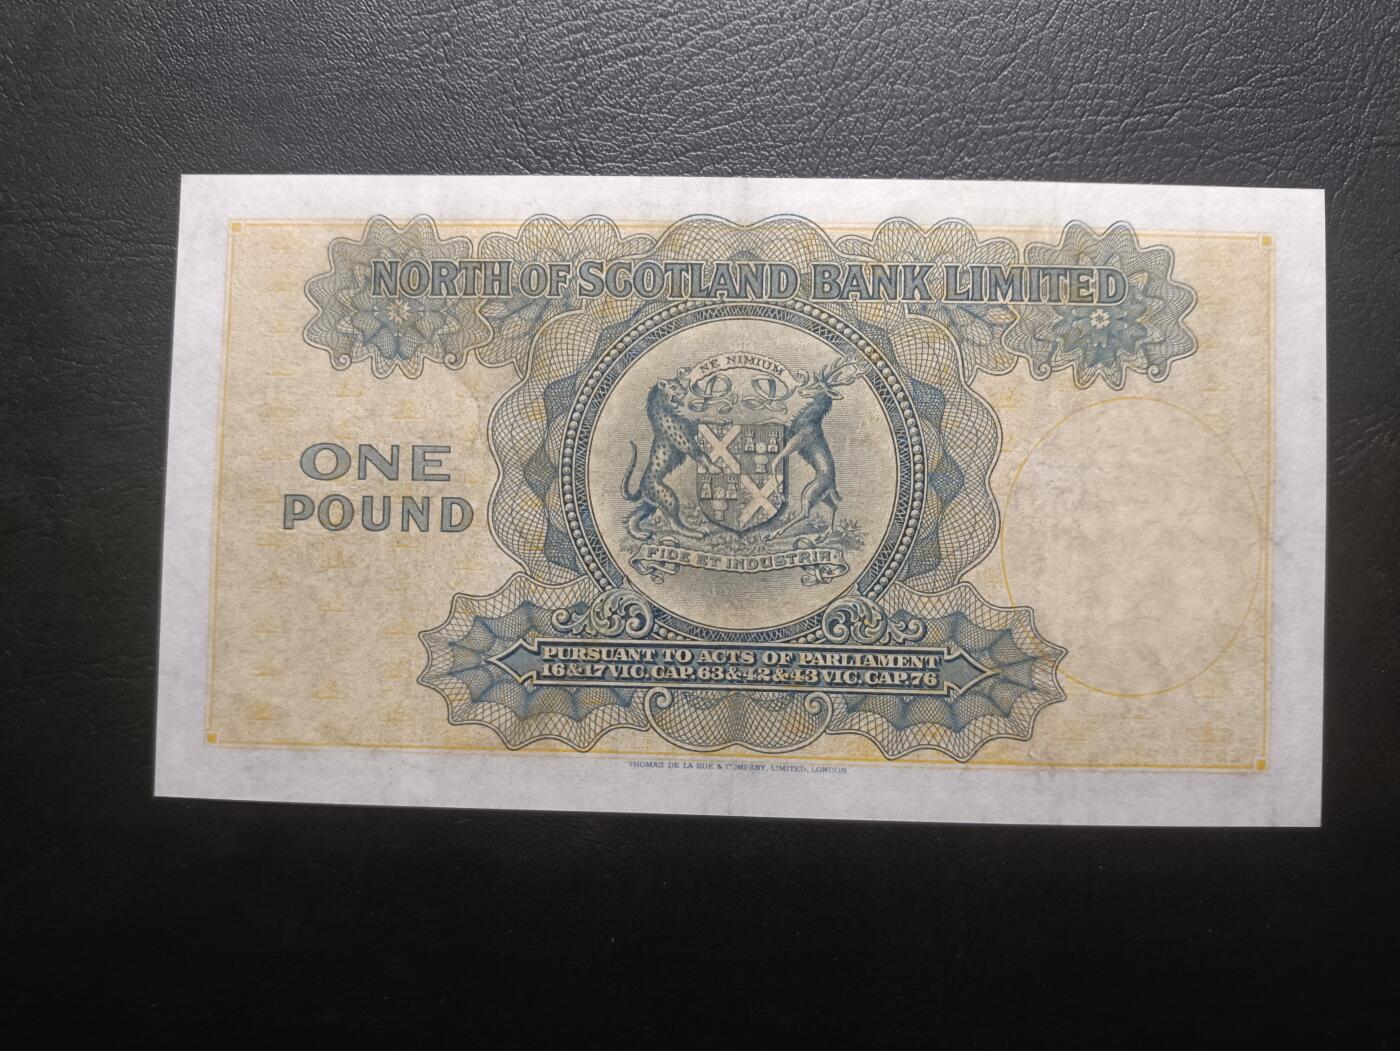 NORTH OF SCOTLAND BANK LIMITED
NE NIMIUM
ONE
POUND
FIDE ET INDUSTRIA.
PURSUANT TO ACTS OF PARLIAMENT
16&17 VIC. CAP. 63 & 42 & 43 VIC. CAP. 76
THOMAS DE LA RUE & COMPANY, LIMITED, LONDON.